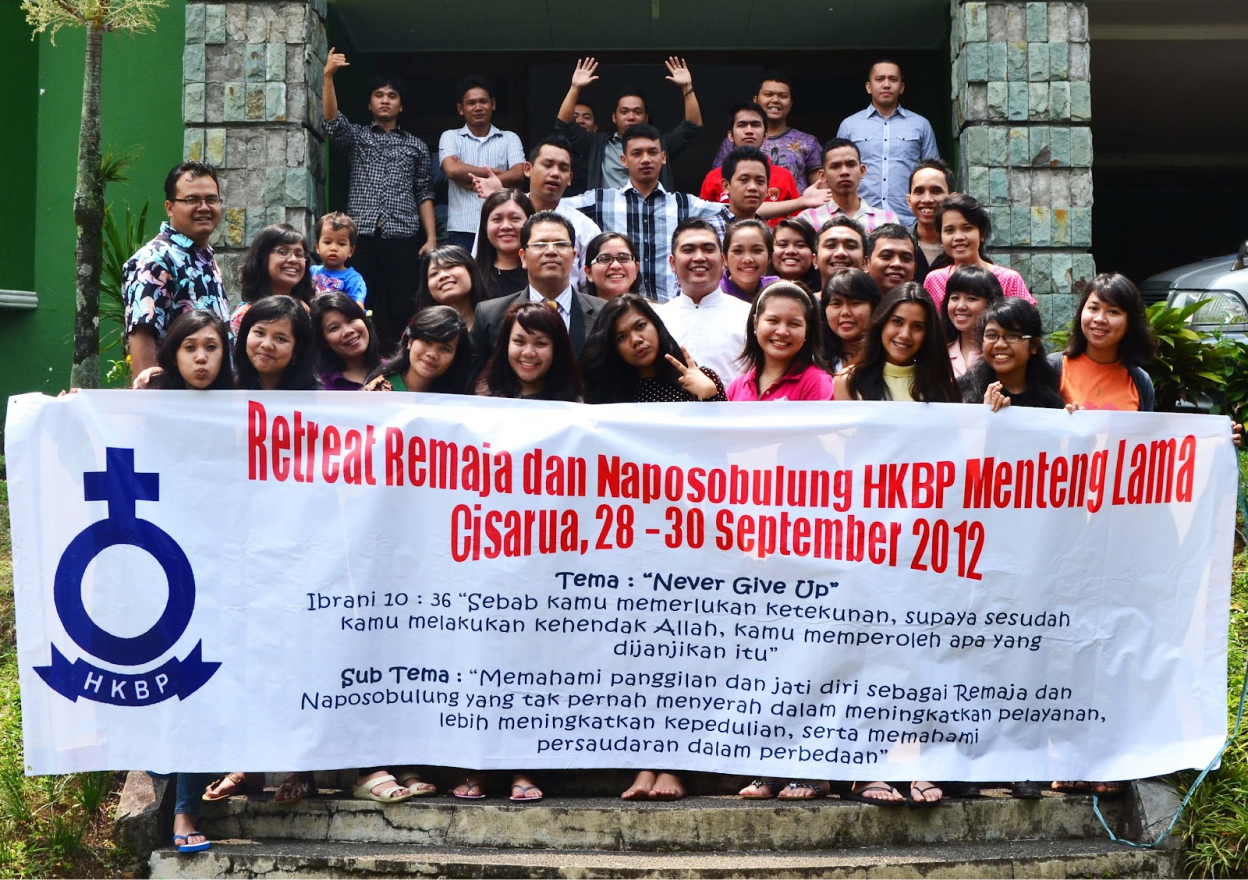 Retreat Remaja dan Naposobulung HKBP Menteng Lama
Cisarua, 28 - 30 September 2012
Tema : "Never Give Up"
Ibrani 10 : 36 "Sebab kamu memerlukan ketekunan, supaya sesudah
kamu melakukan kehendak Allah, kamu memperoleh apa yang
dijanjikan itu"
Sub Tema : "Memahami panggilan dan jati diri sebagai Remaja dan
Naposobulung yang tak pernah menyerah dalam meningkatkan pelayanan,
lebih meningkatkan kepedulian, serta memahami
persaudaran dalam perbedaan"
HKBP